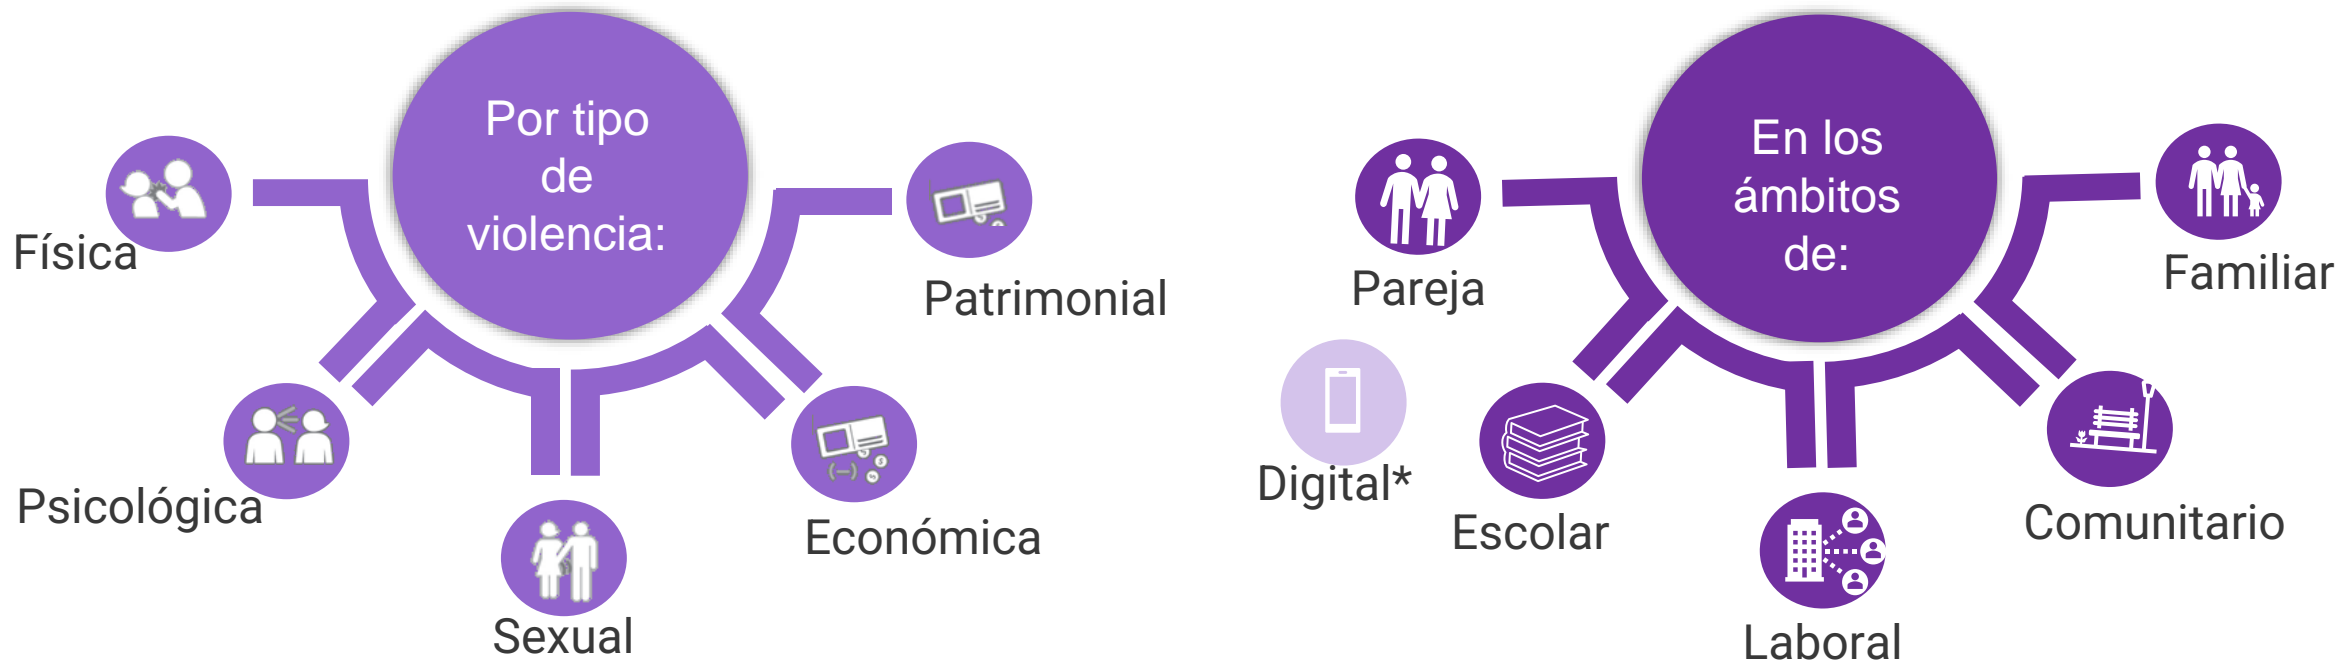 Por tipo
de
violencia:
Física
Psicológica
Sexual
Económica
Patrimonial
En los
ámbitos
de:
Pareja
Digital*
Escolar
Laboral
Comunitario
Familiar